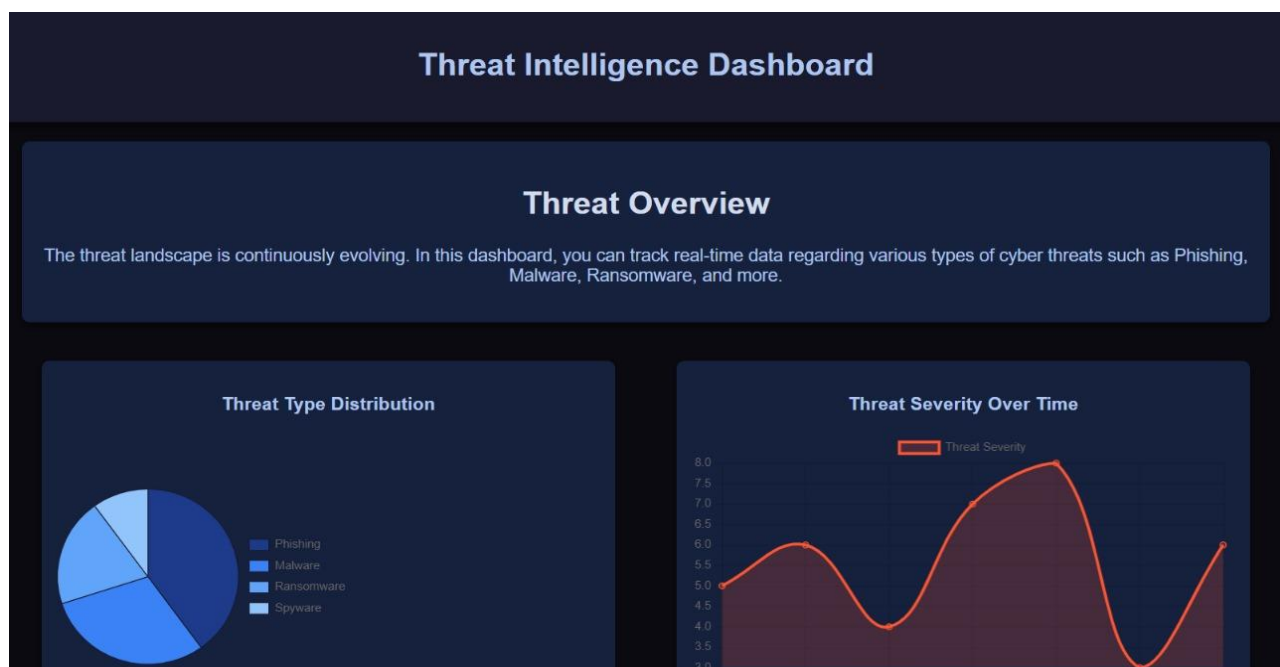 Threat Intelligence Dashboard
Threat Overview
The threat landscape is continuously evolving. In this dashboard, you can track real-time data regarding various types of cyber threats such as Phishing,
Malware, Ransomware, and more.
Threat Type Distribution
Phishing
Malware
Ransomware
Spyware
Threat Severity Over Time
Threat Severity
8.0
7.5
7.0
6.5
6.0
5.5
5.0
4.5
4.0
3.5
3.0